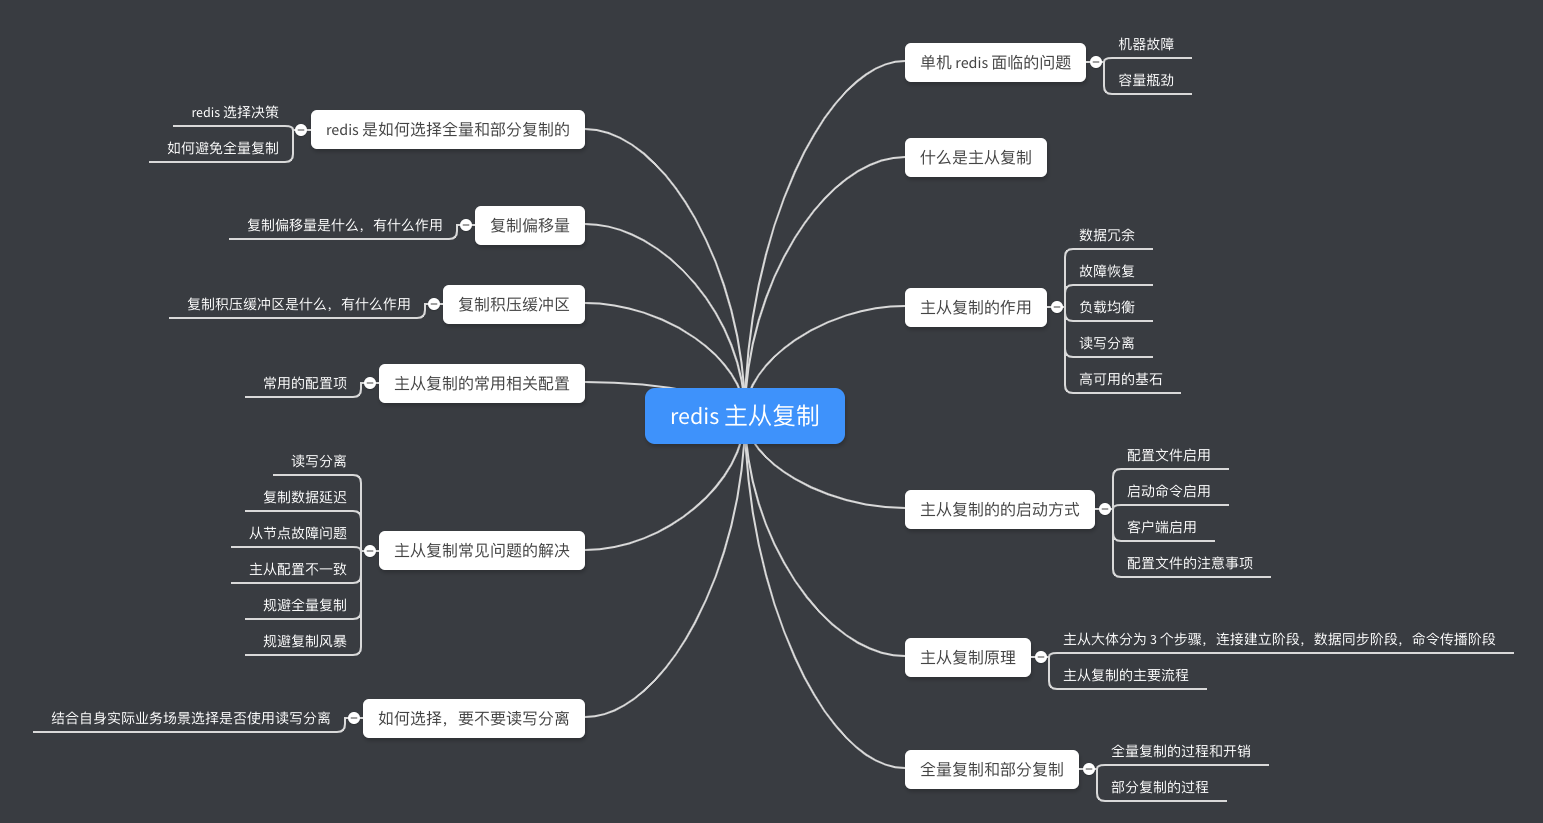 redis 主从复制
单机 redis 面临的问题
机器故障
容量瓶劲
什么是主从复制
主从复制的作用
数据冗余
故障恢复
负载均衡
读写分离
高可用的基石
主从复制的的启动方式
配置文件启用
启动命令启用
客户端启用
配置文件的注意事项
主从复制原理
主从大体分为 3 个步骤，连接建立阶段，数据同步阶段，命令传播阶段
主从复制的主要流程
全量复制和部分复制
全量复制的过程和开销
部分复制的过程
redis 是如何选择全量和部分复制的
redis 选择决策
如何避免全量复制
复制偏移量
复制偏移量是什么，有什么作用
复制积压缓冲区
复制积压缓冲区是什么，有什么作用
主从复制的常用相关配置
常用的配置项
主从复制常见问题的解决
读写分离
复制数据延迟
从节点故障问题
主从配置不一致
规避全量复制
规避复制风暴
如何选择，要不要读写分离
结合自身实际业务场景选择是否使用读写分离